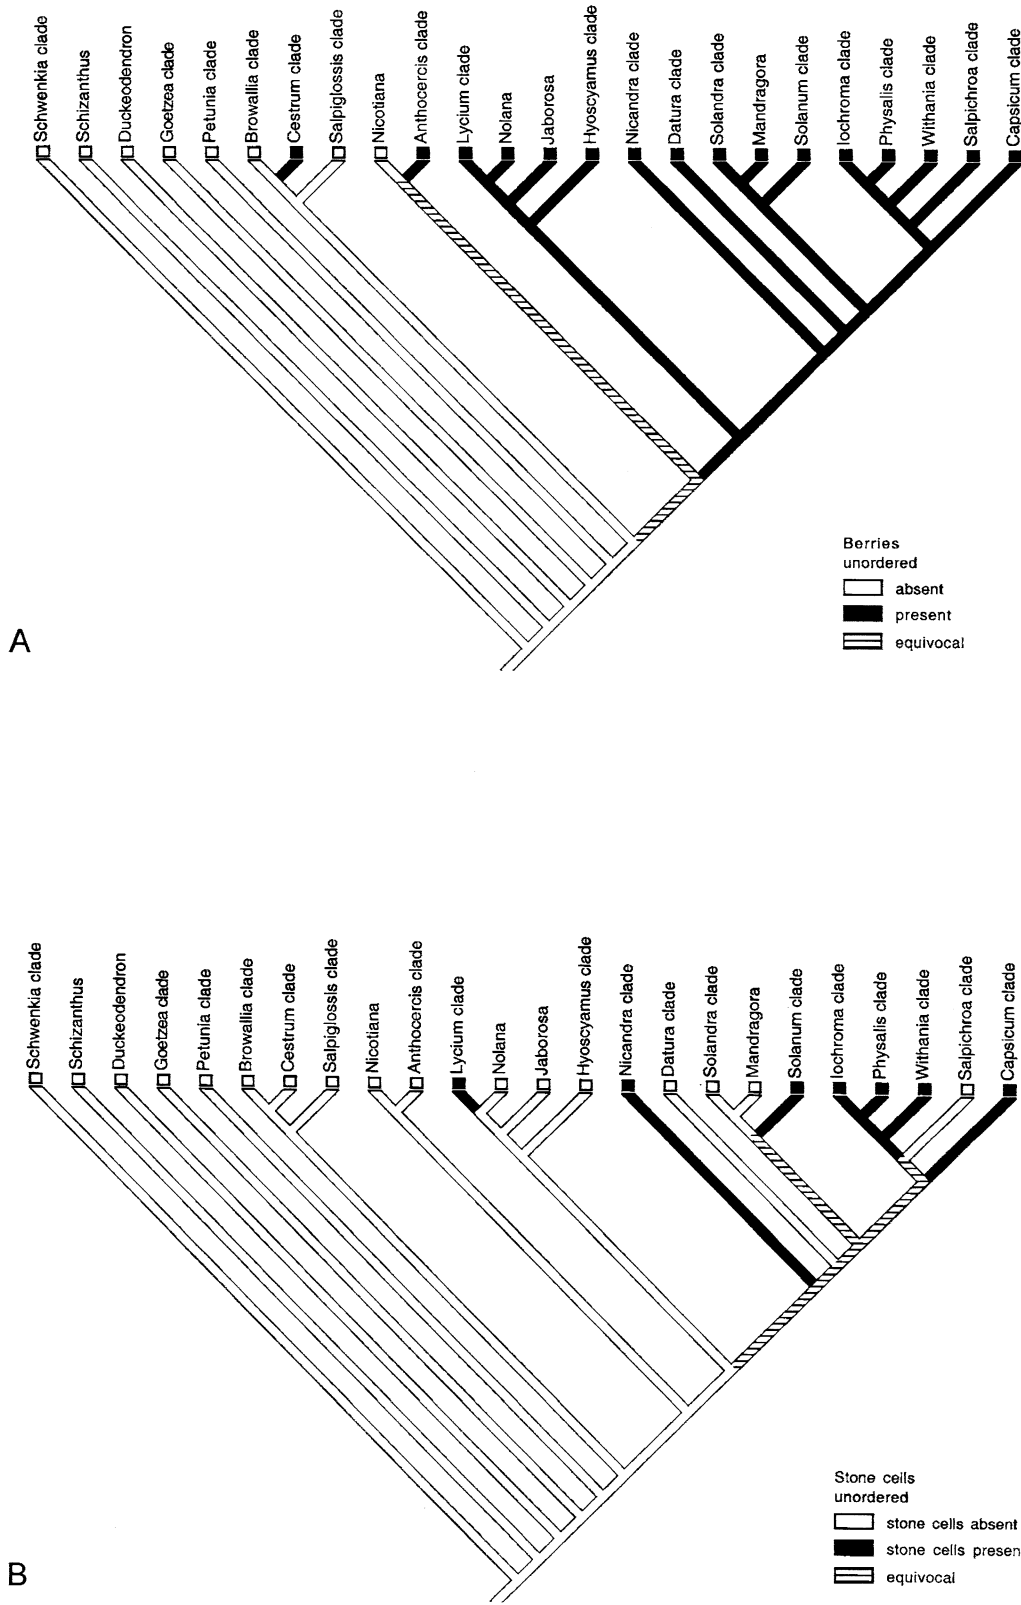 Schwenkia clade
Schizanthus
Duckeodendron
Goetzea clade
Petunia clade
Browallia clade
Cestrum clade
Salpiglossis clade
Nicotiana
Anthocercis clade
Lycium clade
Nolana
Jaborosa
Hyoscyamus clade
Nicandra clade
Datura clade
Solandra clade
Mandragora
Solanum clade
Iochroma clade
Physalis clade
Withania clade
Salpichroa clade
Capsicum clade
Berries
unordered
absent
present
equivocal
A
Schwenkia clade
Schizanthus
Duckeodendron
Goetzea clade
Petunia clade
Browallia clade
Cestrum clade
Salpiglossis clade
Nicotiana
Anthocercis clade
Lycium clade
Nolana
Jaborosa
Hyoscyamus clade
Nicandra clade
Datura clade
Solandra clade
Mandragora
Solanum clade
Iochroma clade
Physalis clade
Withania clade
Salpichroa clade
Capsicum clade
Stone cells
unordered
stone cells absent
stone cells presen
equivocal
B